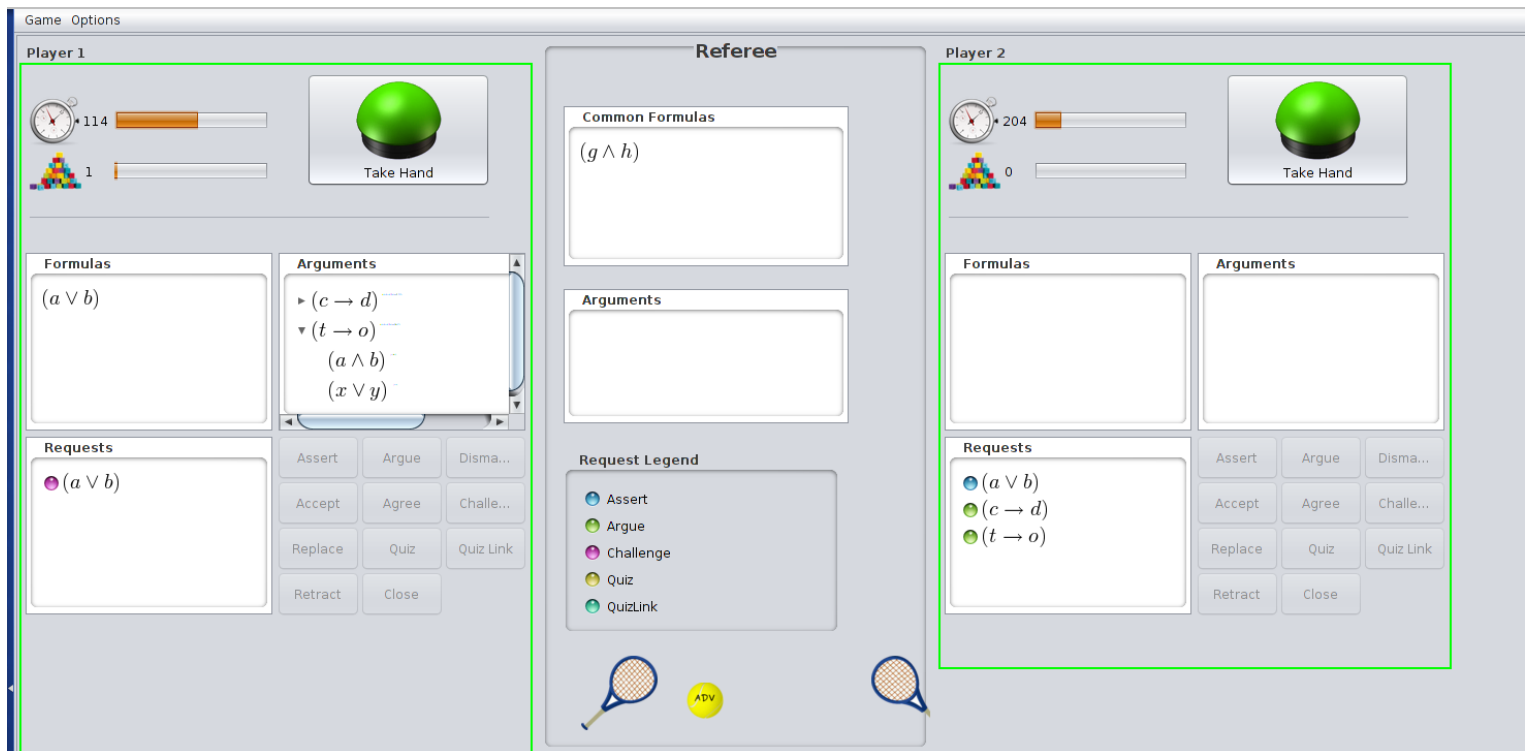 Game Options
Player 1
114
1
Take Hand
Formulas
(a ∨ b)
Arguments
(c → d)
(t → o)
(a ∧ b)
(x ∨ y)
Requests
(a ∨ b)
Assert Argue Disma...
Accept Agree Challe...
Replace Quiz Quiz Link
Retract Close
Referee
Common Formulas
(g ∧ h)
Arguments
Request Legend
Assert
Argue
Challenge
Quiz
QuizLink
ADV
Player 2
204
0
Take Hand
Formulas
Arguments
Requests
(a ∨ b)
(c → d)
(t → o)
Assert Argue Disma...
Accept Agree Challe...
Replace Quiz Quiz Link
Retract Close